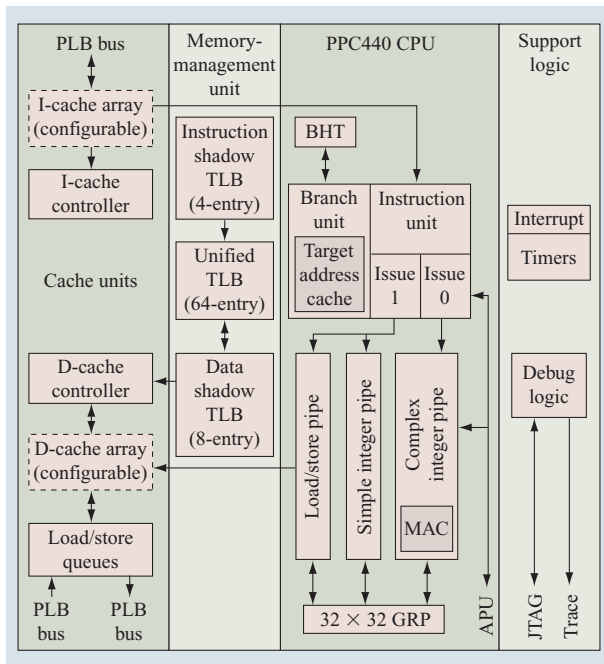 PLB bus
I-cache array
(configurable)
I-cache
controller
Cache units
D-cache
controller
D-cache array
(configurable)
Load/store
queues
PLB
bus
PLB
bus
Memory-
management
unit
Instruction
shadow
TLB
(4-entry)
Unified
TLB
(64-entry)
Data
shadow
TLB
(8-entry)
PPC440 CPU
BHT
Branch
unit
Target
address
cache
Instruction
unit
Issue
1
Issue
0
Load/store pipe
Simple integer pipe
Complex
integer pipe
MAC
32 × 32 GRP
APU
Support
logic
Interrupt
Timers
Debug
logic
JTAG
Trace